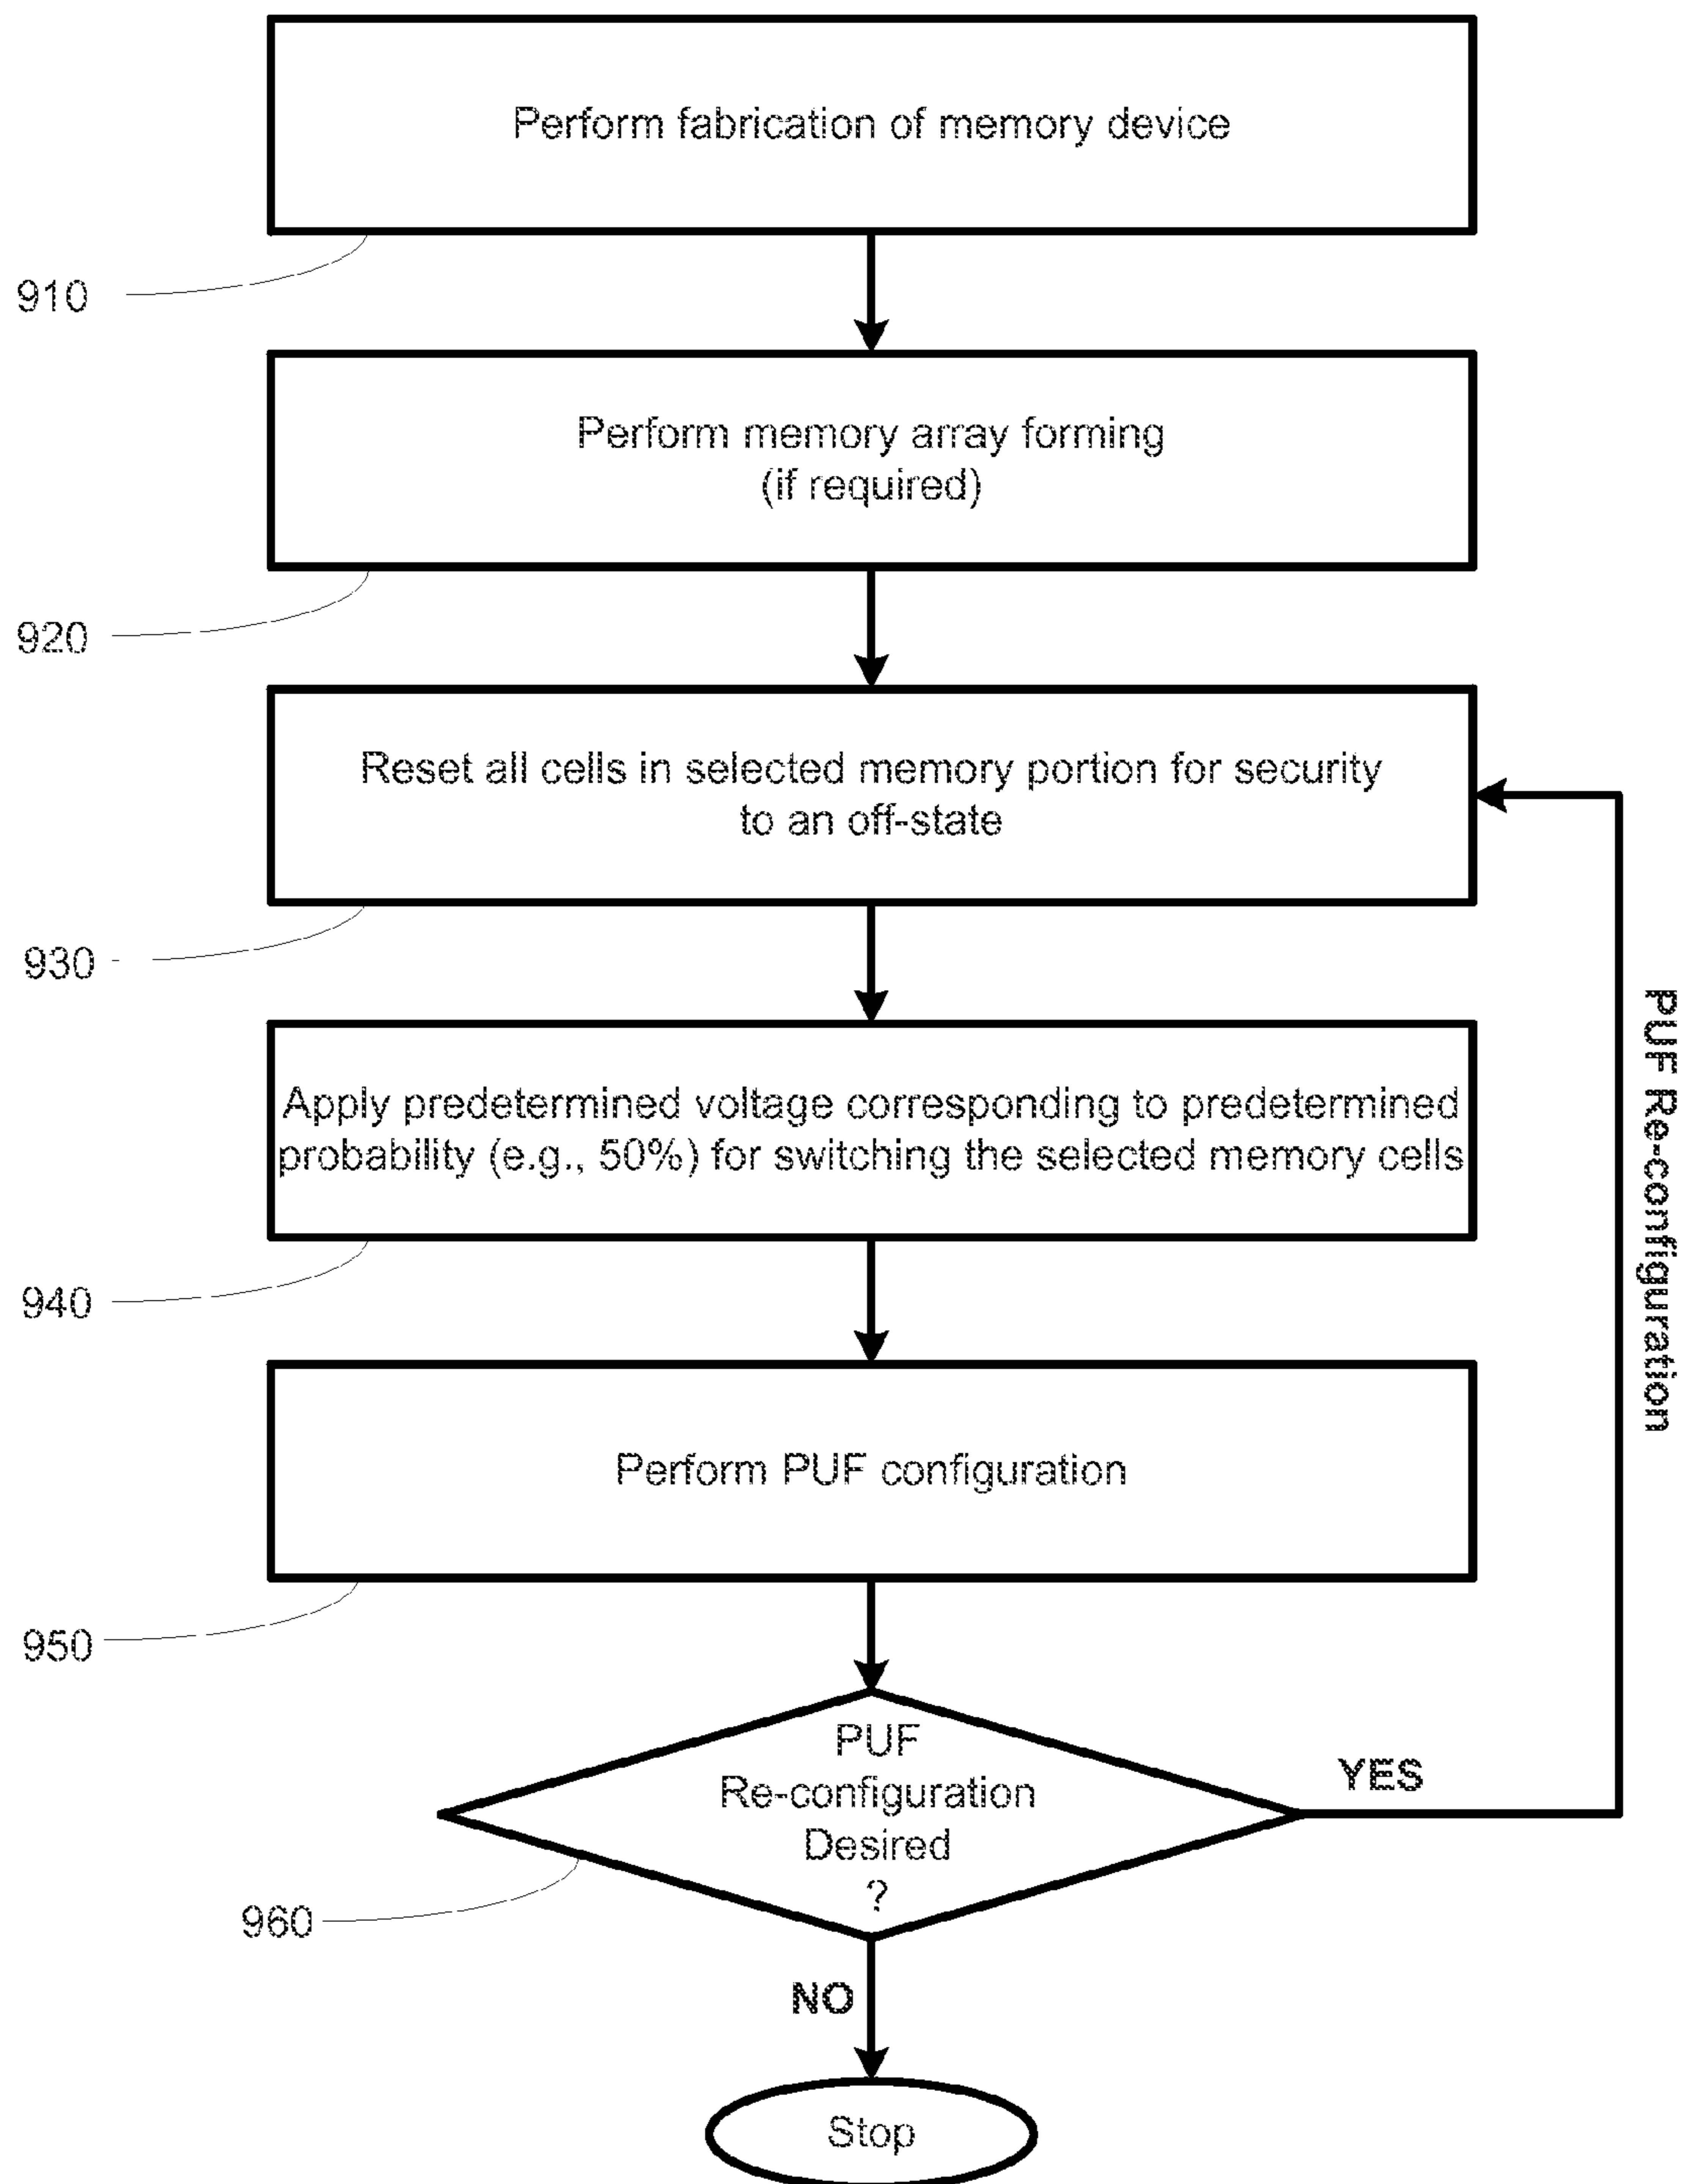 Perform fabrication of memory device
910
Perform memory array forming
(if required)
920
Reset all cells in selected memory portion for security
to an off-state
930
Apply predetermined voltage corresponding to predetermined
probability (e.g., 50%) for switching the selected memory cells
940
PUF Re-configuration
Perform PUF configuration
950
PUF
Re-configuration
Desired
?
YES
960
NO
Stop